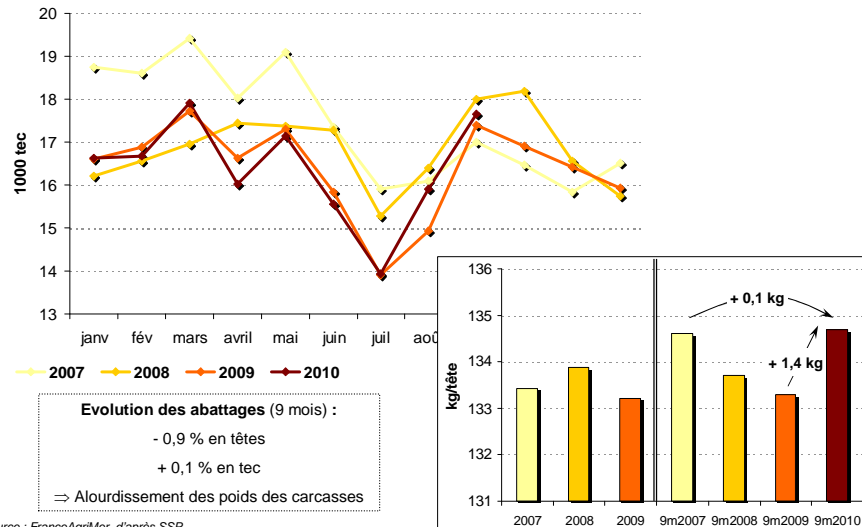 20
19
18
17
16
15
14
13
1000 tec
janv fév mars avril mai juin juil
2007 2008 2009 2010
Evolution des abattages (9 mois) :
- 0,9 % en têtes
+ 0,1 % en tec
⇒ Alourdissement des poids des carcasses
: FranceAgriMer, d'après SSP
136
135
134
133
132
131
kg/tête
+ 0,1 kg
+ 1,4 kg
2007 2008 2009 9m2007 9m2008 9m2009 9m2010